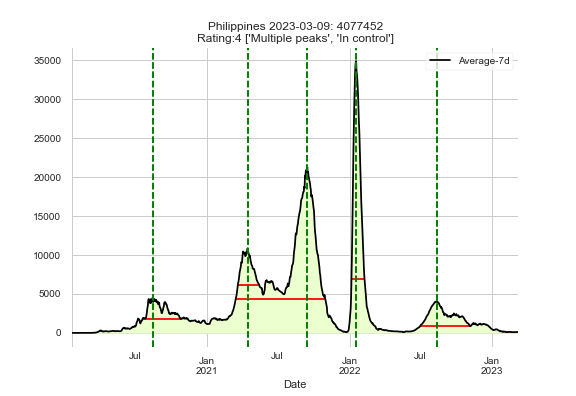 Philippines 2023-03-09: 4077452
Rating:4 ['Multiple peaks', 'In control']
Average-7d
35000
30000
25000
20000
15000
10000
5000
0
Jul
Jan
2021
Jul
Jan
2022
Jul
Jan
2023
Date